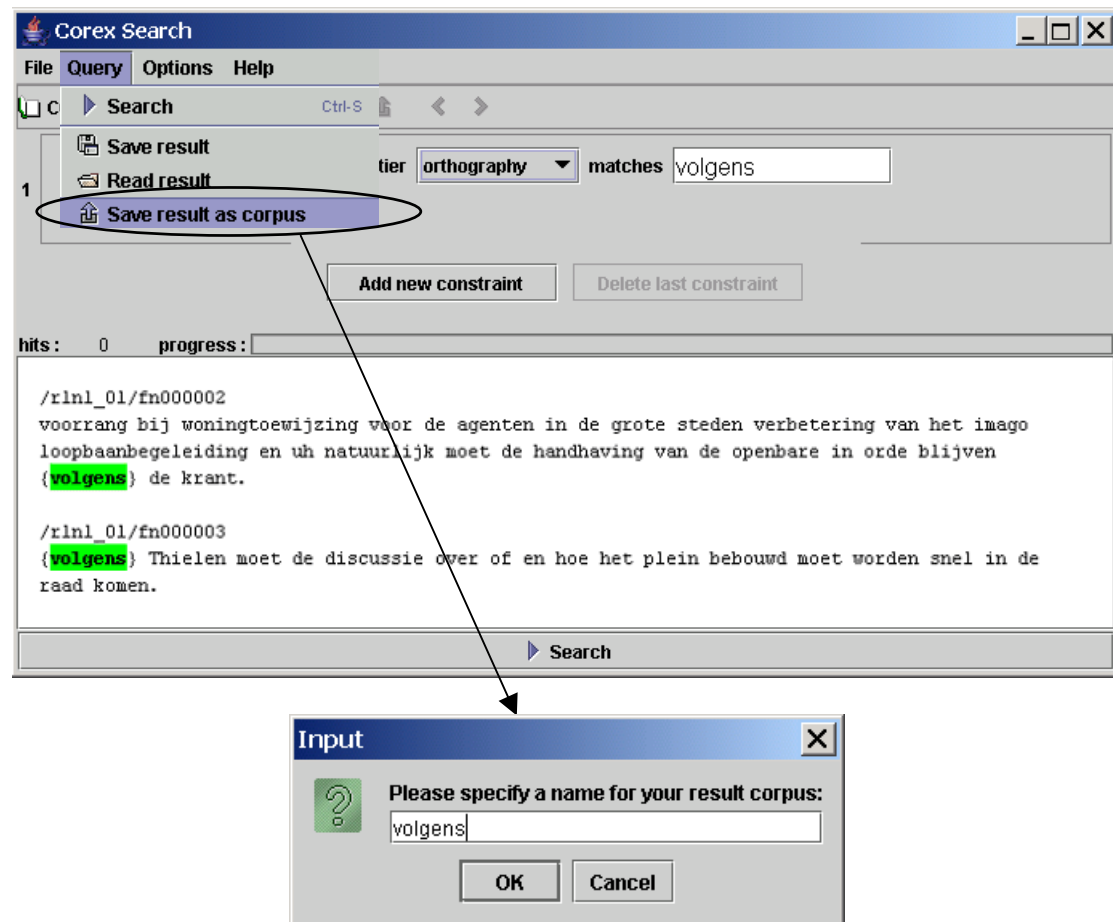 Corex Search
File Query Options Help
C
Search Ctrl-S
Save result
Read result
Save result as corpus
1
tier orthography matches volgens
Add new constraint Delete last constraint
hits: 0 progress:
/rlnl_01/fn000002
voorrang bij woningtoewijzing voor de agenten in de grote steden verbetering van het imago
loopbaanbegeleiding en uh natuurlijk moet de handhaving van de openbare in orde blijven
{volgens} de krant.
/rlnl_01/fn000003
{volgens} Thielen moet de discussie over of en hoe het plein bebouwd moet worden snel in de
raad komen.
Search
Input
Please specify a name for your result corpus:
volgens
OK Cancel